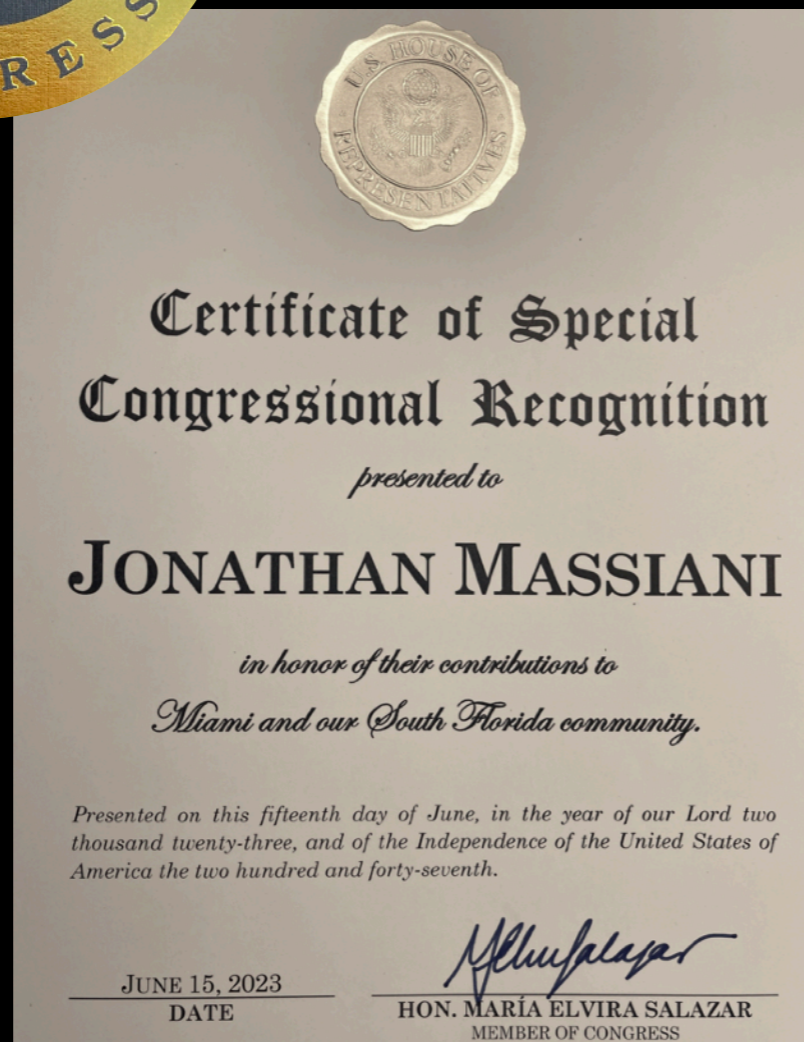 RESS
U.S. HOUSE OF
REPRESENTATIVES
Certificate of Special
Congressional Recognition
presented to
JONATHAN MASSIANI
in honor of their contributions to
Miami and our South Florida community.
Presented on this fifteenth day of June, in the year of our Lord two
thousand twenty-three, and of the Independence of the United States of
America the two hundred and forty-seventh.
JUNE 15, 2023
DATE
HON. MARÍA ELVIRA SALAZAR
MEMBER OF CONGRESS